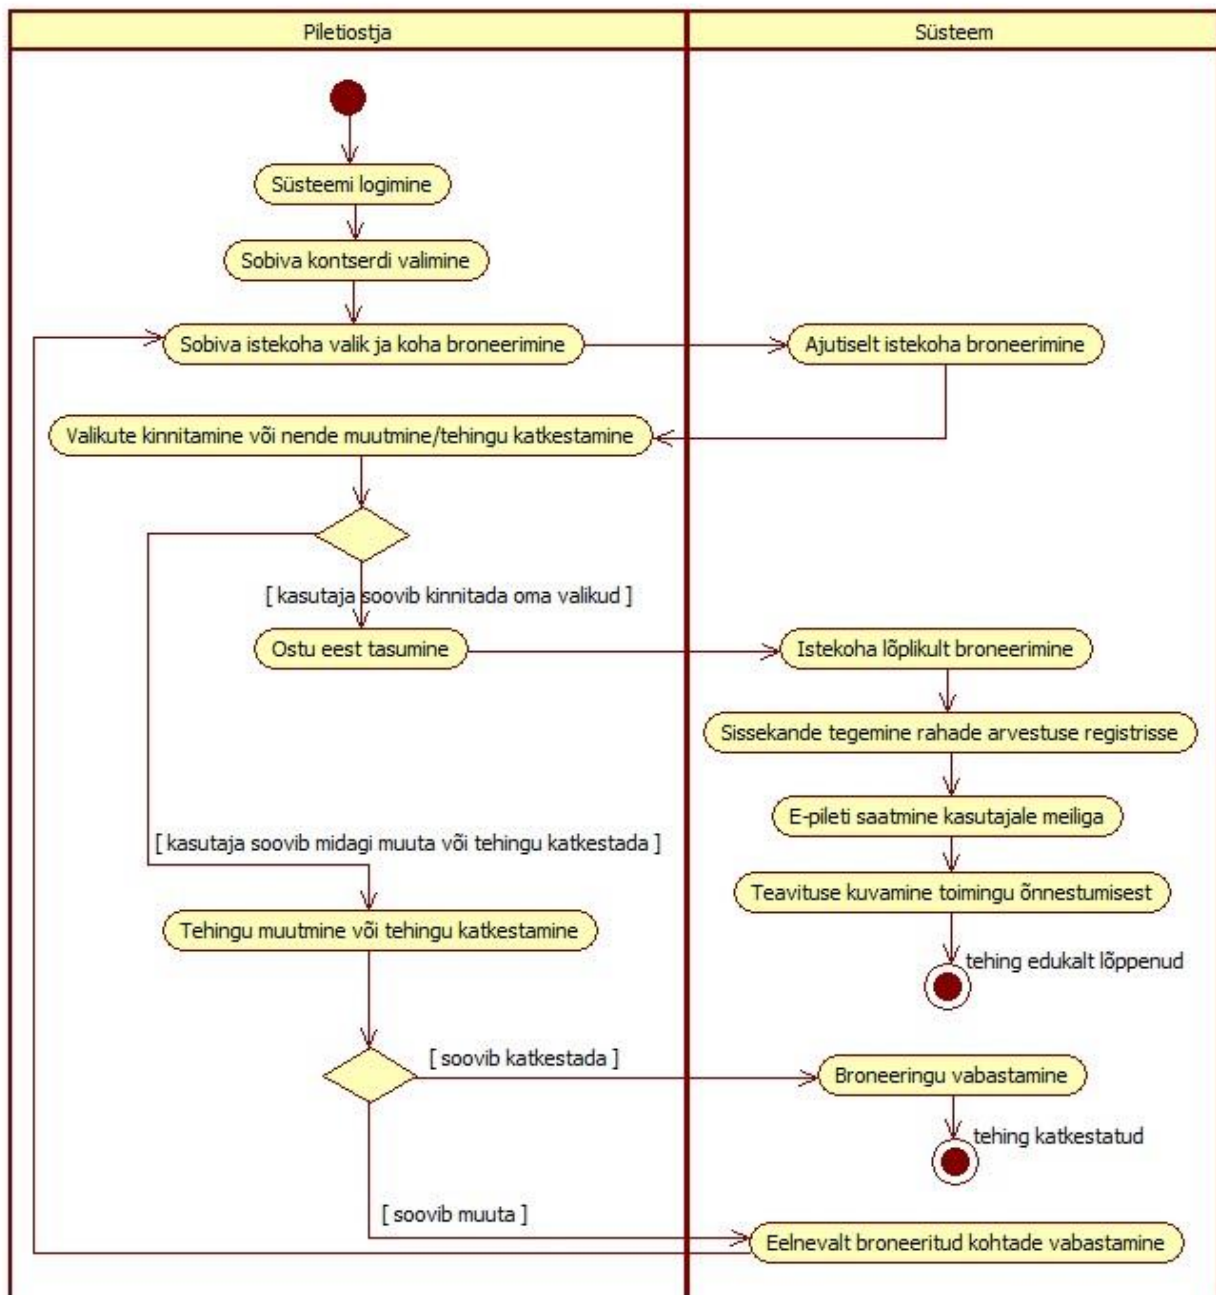 Piletiostja
Süsteem
Süsteemi logimine
Sobiva kontserdi valimine
Sobiva istekoha valik ja koha broneerimine
Ajutiselt istekoha broneerimine
Valikute kinnitamine või nende muutmine/tehingu katkestamine
[ kasutaja soovib kinnitada oma valikud ]
Ostu eest tasumine
Istekoha lõplikult broneerimine
Sissekande tegemine rahade arvestuse registrisse
E-pileti saatmine kasutajale meiliga
[ kasutaja soovib midagi muuta või tehingu katkestada ]
Teavituse kuvamine toimingu õnnestumisest
Tehingu muutmine või tehingu katkestamine
tehing edukalt lõppenud
[ soovib katkestada ]
Broneeringu vabastamine
tehing katkestatud
[ soovib muuta ]
Eelnevalt broneeritud kohtade vabastamine